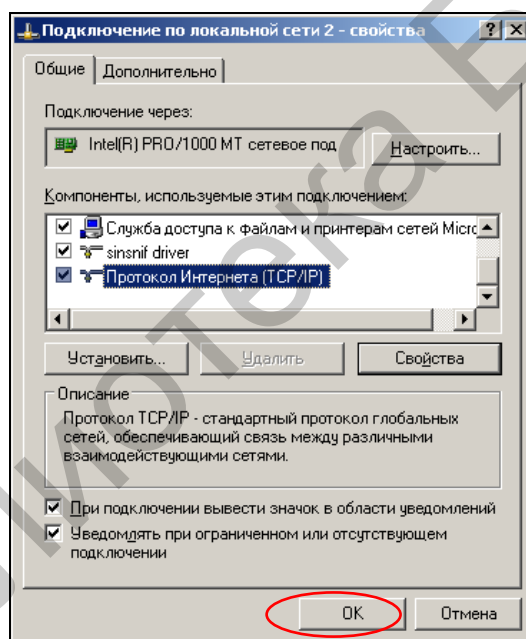 Подключение по локальной сети 2 - свойства
Общие
Дополнительно
Подключение через:
Intel(R) PRO/1000 MT сетевое под
Настроить...
Компоненты, используемые этим подключением:
Служба доступа к файлам и принтерам сетей Micro
sinsnif driver
Протокол Интернета (TCP/IP)
Установить...
Удалить
Свойства
Описание
Протокол TCP/IP - стандартный протокол глобальных
сетей, обеспечивающий связь между различными
взаимодействующими сетями.
При подключении вывести значок в области уведомлений
Уведомлять при ограниченном или отсутствующем
подключении
OK
Отмена